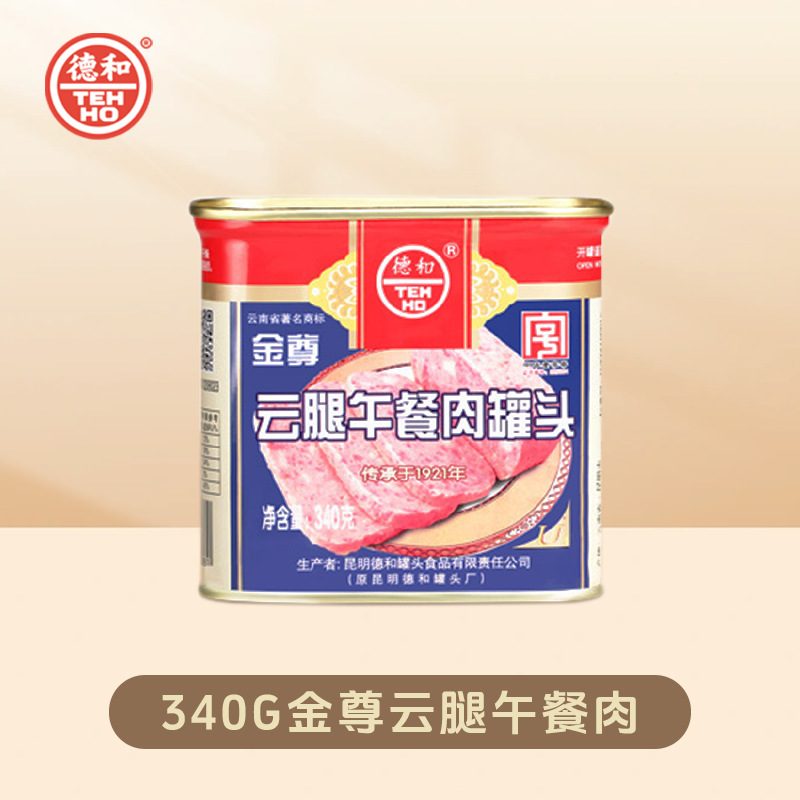 德和®
TEH
HO
德和®
TEH
HO
云南省著名商标
金尊
云腿午餐肉罐头
传承于1921年
净含量:340克
生产者:昆明德和罐头食品有限责任公司
(原昆明德和罐头厂)
340G金尊云腿午餐肉